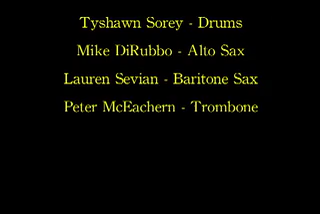 Tyshawn Sorey - Drums
Mike DiRubbo - Alto Sax
Lauren Sevian - Baritone Sax
Peter McEachern - Trombone